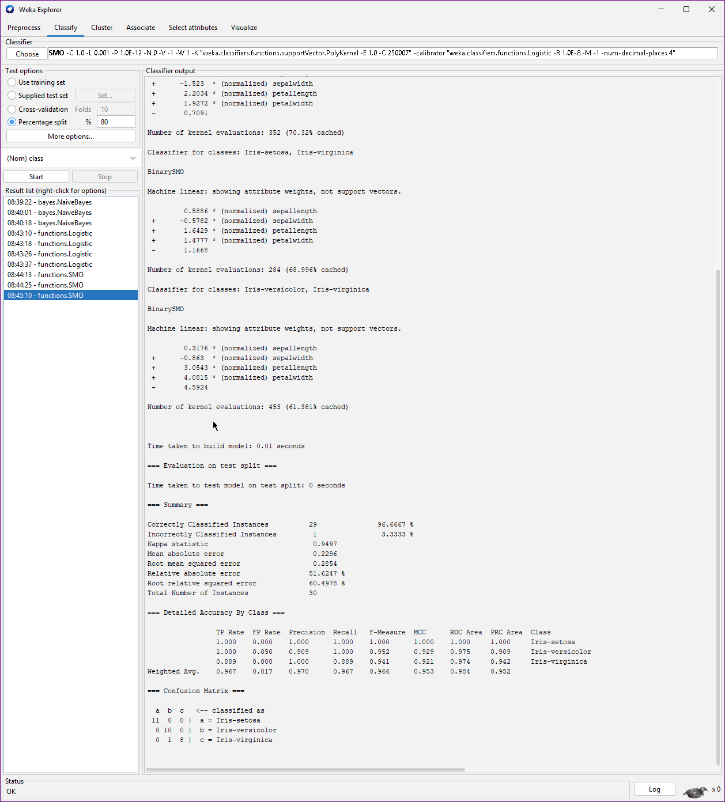 Weka Explorer
Preprocess Classify Cluster Associate Select attributes Visualize
Classifier
Choose SMO -C 1.0 -L 0.001 -P 1.0E-12 -N 0 -V -1 -W 1 -K "weka.classifiers.functions.supportVector.PolyKernel -E 1.0 -C 250007" -calibrator "weka.classifiers.functions.Logistic -R 1.0E-8 -M -1 -num-decimal-places 4"
Test options
Use training set
Supplied test set Set...
Cross-validation Folds 10
Percentage split % 80
More options...
(Nom) class
Start Stop
Result list (right-click for options)
08:39:22 - bayes.NaiveBayes
08:40:01 - bayes.NaiveBayes
08:40:18 - bayes.NaiveBayes
08:43:10 - functions.Logistic
08:43:18 - functions.Logistic
08:43:26 - functions.Logistic
08:43:37 - functions.Logistic
08:44:13 - functions.SMO
08:44:25 - functions.SMO
08:45:10 - functions.SMO
Classifier output
+ -1.523 * (normalized) sepalwidth
+ 2.2034 * (normalized) petallength
+ 1.9272 * (normalized) petalwidth
- 0.7091
Number of kernel evaluations: 352 (70.32% cached)
Classifier for classes: Iris-setosa, Iris-virginica
BinarySMO
Machine linear: showing attribute weights, not support vectors.
0.5886 * (normalized) sepallength
+ -0.5782 * (normalized) sepalwidth
+ 1.6429 * (normalized) petallength
+ 1.4777 * (normalized) petalwidth
- 1.1668
Number of kernel evaluations: 284 (68.996% cached)
Classifier for classes: Iris-versicolor, Iris-virginica
BinarySMO
Machine linear: showing attribute weights, not support vectors.
0.3176 * (normalized) sepallength
+ -0.863 * (normalized) sepalwidth
+ 3.0543 * (normalized) petallength
+ 4.0815 * (normalized) petalwidth
- 4.5924
Number of kernel evaluations: 453 (61.381% cached)
Time taken to build model: 0.01 seconds
=== Evaluation on test split ===
Time taken to test model on test split: 0 seconds
=== Summary ===
Correctly Classified Instances 29 96.6667 %
Incorrectly Classified Instances 1 3.3333 %
Kappa statistic 0.9497
Mean absolute error 0.2296
Root mean squared error 0.2854
Relative absolute error 51.6247 %
Root relative squared error 60.4978 %
Total Number of Instances 30
=== Detailed Accuracy By Class ===
TP Rate FP Rate Precision Recall F-Measure MCC ROC Area PRC Area Class
1.000 0.000 1.000 1.000 1.000 1.000 1.000 1.000 Iris-setosa
1.000 0.050 0.909 1.000 0.952 0.929 0.975 0.909 Iris-versicolor
0.889 0.000 1.000 0.889 0.941 0.921 0.974 0.942 Iris-virginica
Weighted Avg. 0.967 0.017 0.970 0.967 0.966 0.953 0.984 0.952
=== Confusion Matrix ===
a b c <-- classified as
11 0 0 | a = Iris-setosa
0 10 0 | b = Iris-versicolor
0 1 8 | c = Iris-virginica
Status
OK
Log
x 0